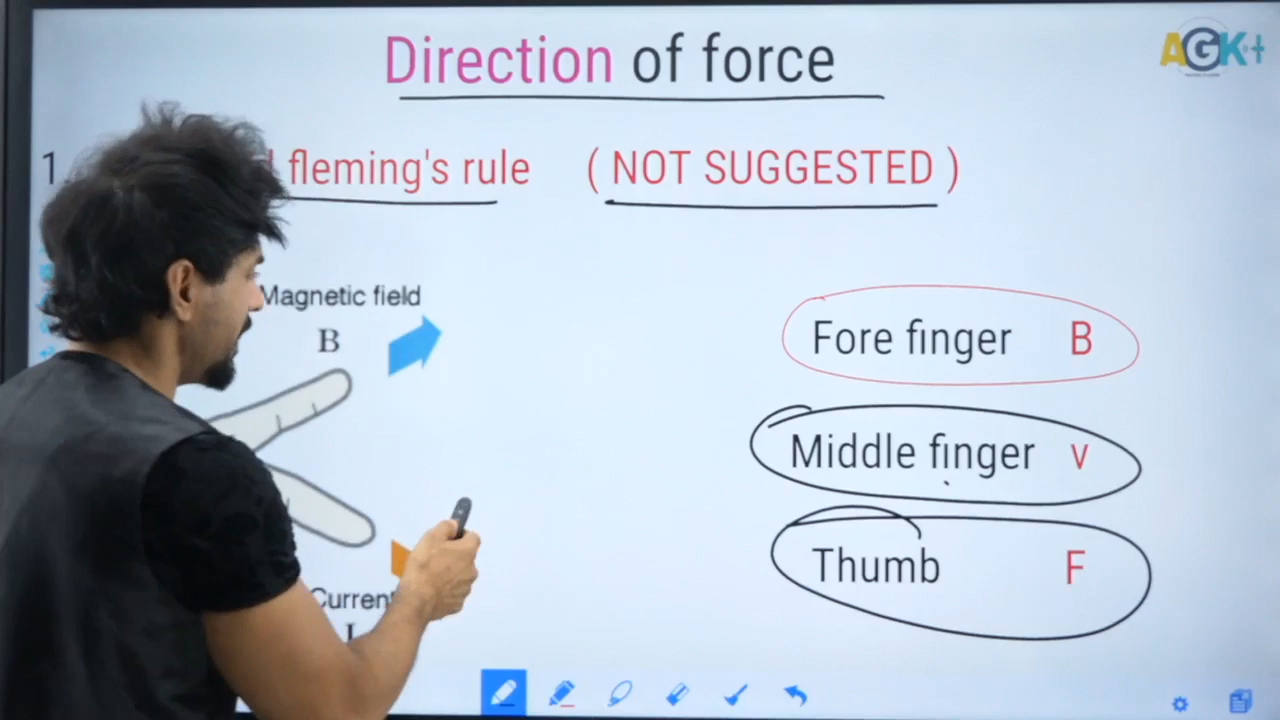 Direction of force
AGK+
1
fleming's rule ( NOT SUGGESTED )
Magnetic field
B
Fore finger B
Middle finger v
Thumb F
Current
I